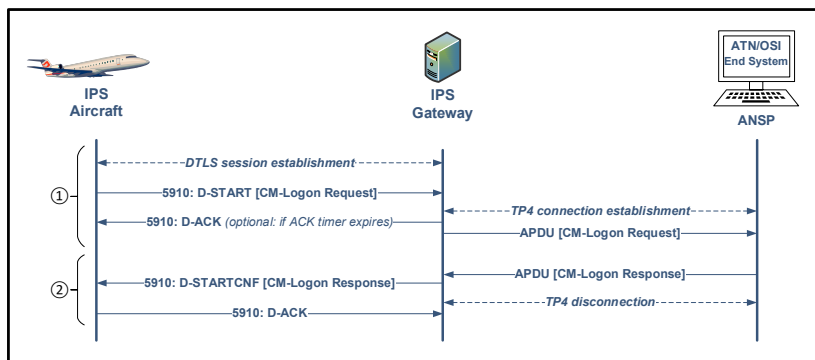 ATN/OSI
End System
IPS
Aircraft
IPS
Gateway
ANSP
①
DTLS session establishment
5910: D-START [CM-Logon Request]
TP4 connection establishment
5910: D-ACK (optional: if ACK timer expires)
APDU [CM-Logon Request]
②
APDU [CM-Logon Response]
5910: D-STARTCNF [CM-Logon Response]
TP4 disconnection
5910: D-ACK